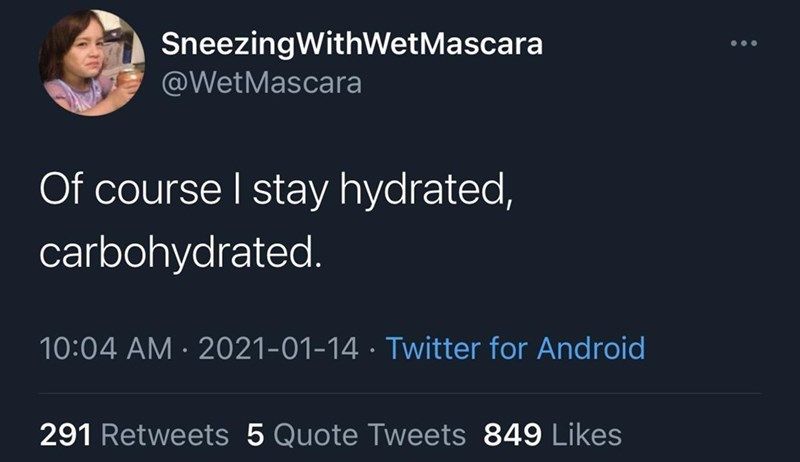 SneezingWithWetMascara
@WetMascara
Of course I stay hydrated,
carbohydrated.
10:04 AM · 2021-01-14 · Twitter for Android
291 Retweets 5 Quote Tweets 849 Likes